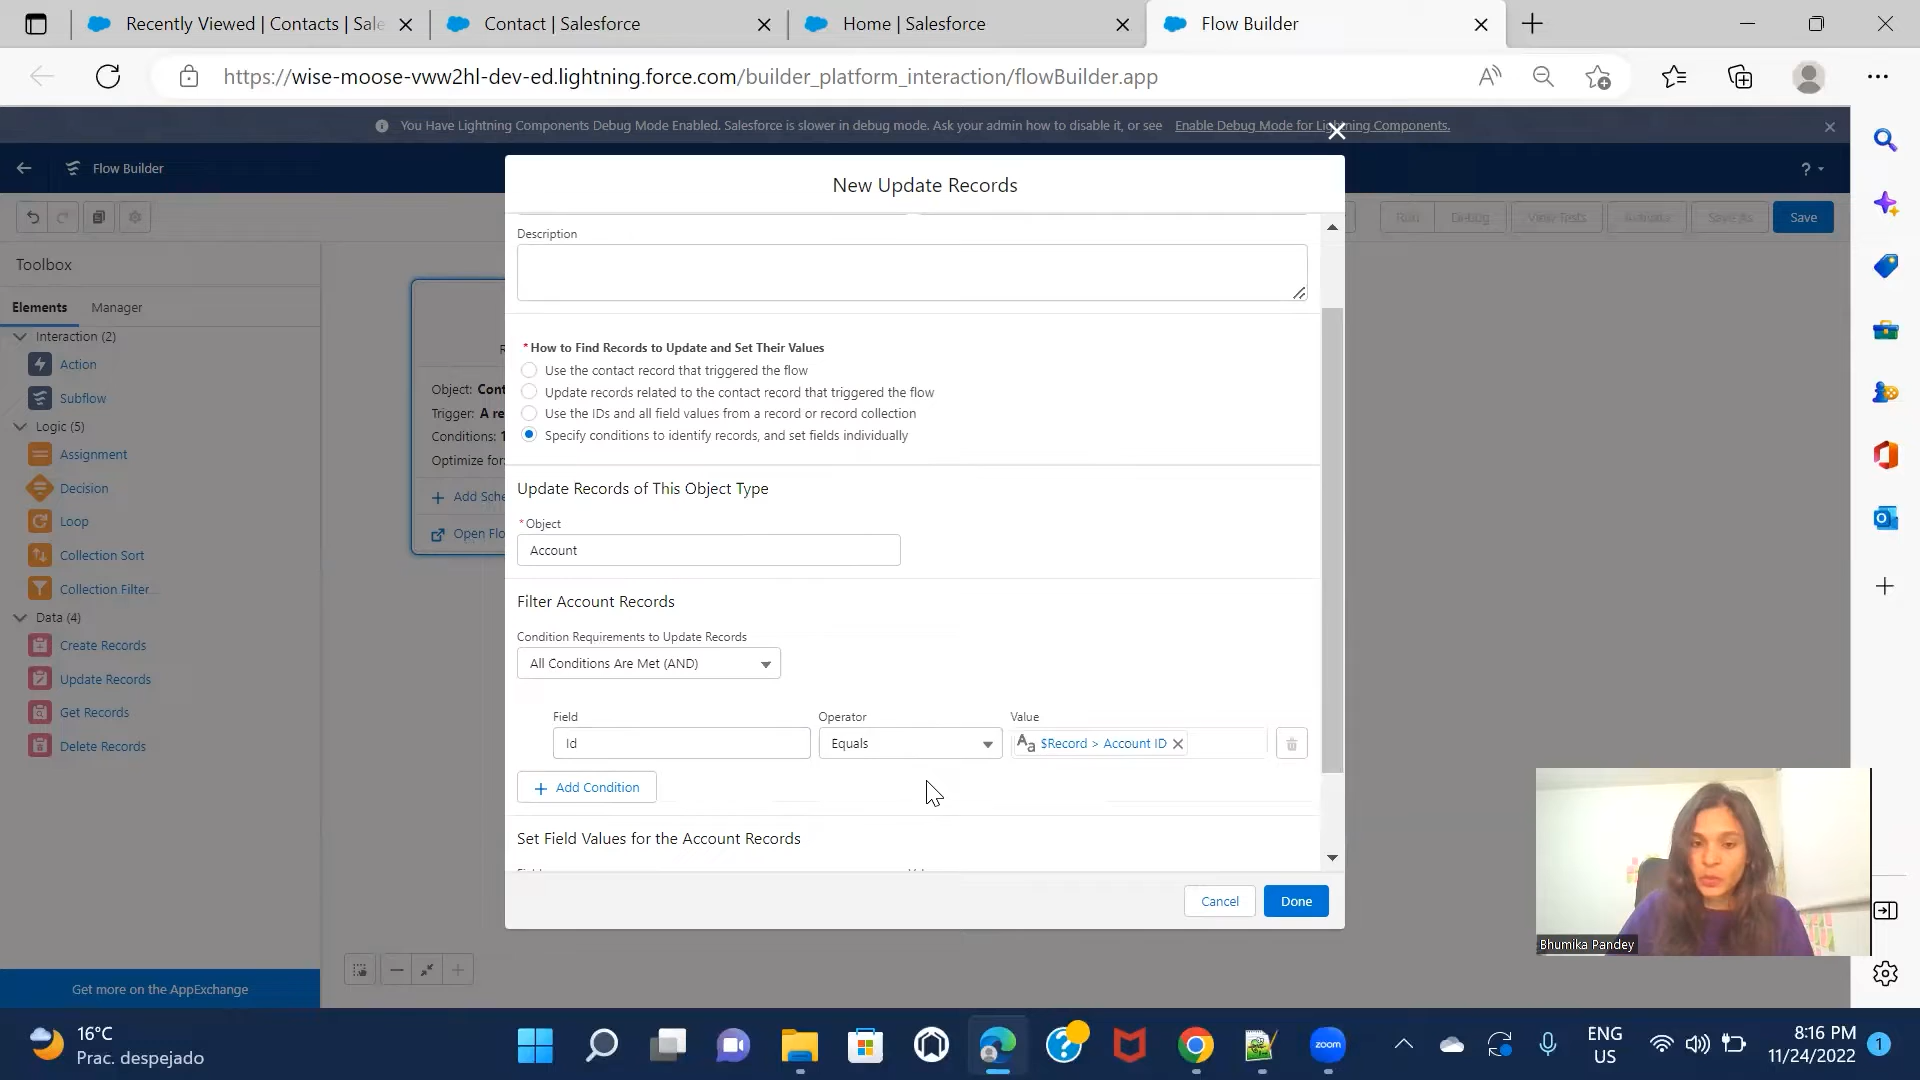 Recently Viewed | Contacts | Sale
Contact | Salesforce
Home | Salesforce
Flow Builder
https://wise-moose-vww2hl-dev-ed.lightning.force.com/builder_platform_interaction/flowBuilder.app
You Have Lightning Components Debug Mode Enabled. Salesforce is slower in debug mode. Ask your admin how to disable it, or see Enable Debug Mode for Lightning Components.
Flow Builder
?
New Update Records
Run
Debug
View Tests
Activate
Save As
Save
Toolbox
Elements
Manager
Interaction (2)
Action
Subflow
Logic (5)
Assignment
Decision
Loop
Collection Sort
Collection Filter
Data (4)
Create Records
Update Records
Get Records
Delete Records
Get more on the AppExchange
R
Object: Cont
Trigger: A re
Conditions: 1
Optimize for:
Add Sche
Open Flo
Description
*How to Find Records to Update and Set Their Values
Use the contact record that triggered the flow
Update records related to the contact record that triggered the flow
Use the IDs and all field values from a record or record collection
Specify conditions to identify records, and set fields individually
Update Records of This Object Type
*Object
Account
Filter Account Records
Condition Requirements to Update Records
All Conditions Are Met (AND)
Field
Operator
Value
Id
Equals
Aa $Record > Account ID
Add Condition
Set Field Values for the Account Records
Cancel
Done
Bhumika Pandey
16°C
Prac. despejado
zoom
ENG
US
8:16 PM
11/24/2022
1